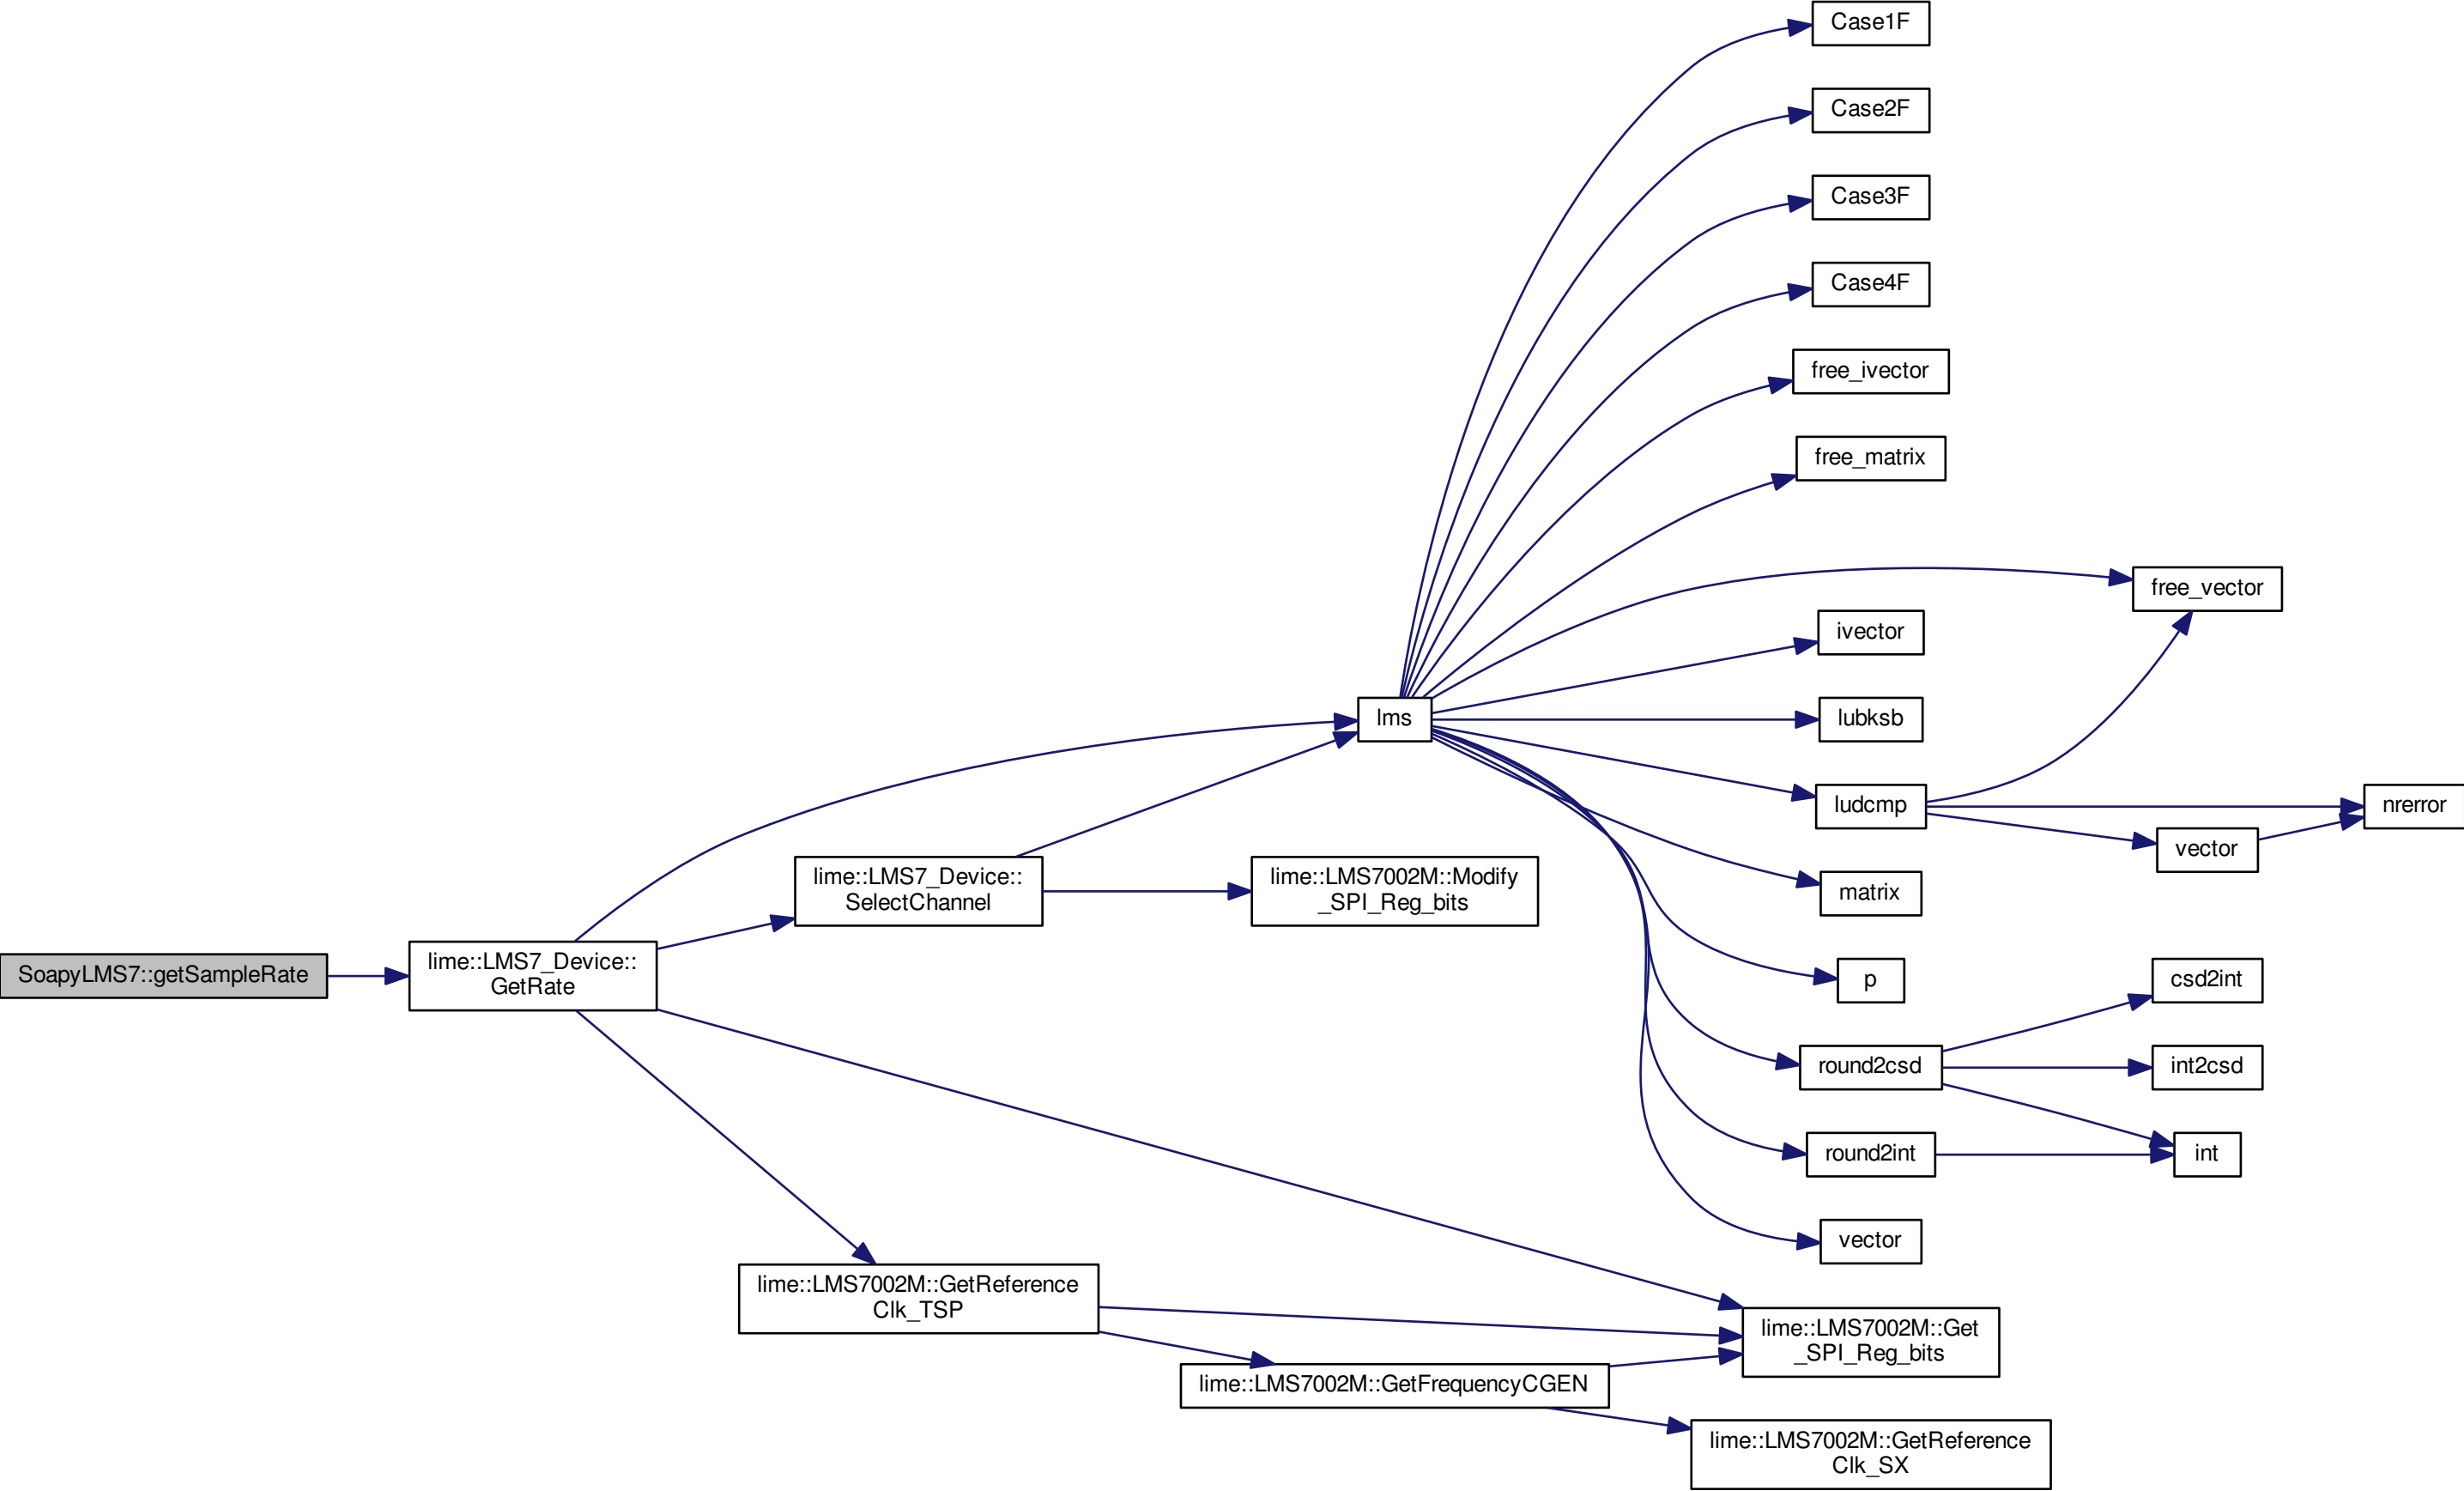 Case1F
Case2F
Case3F
Case4F
free_ivector
free_matrix
free_vector
ivector
lms
lubksb
ludcmp
nrerror
vector
lime::LMS7_Device::
SelectChannel
lime::LMS7002M::Modify
_SPI_Reg_bits
matrix
SoapyLMS7::getSampleRate
lime::LMS7_Device::
GetRate
p
csd2int
round2csd
int2csd
round2int
int
vector
lime::LMS7002M::GetReference
Clk_TSP
lime::LMS7002M::Get
_SPI_Reg_bits
lime::LMS7002M::GetFrequencyCGEN
lime::LMS7002M::GetReference
Clk_SX